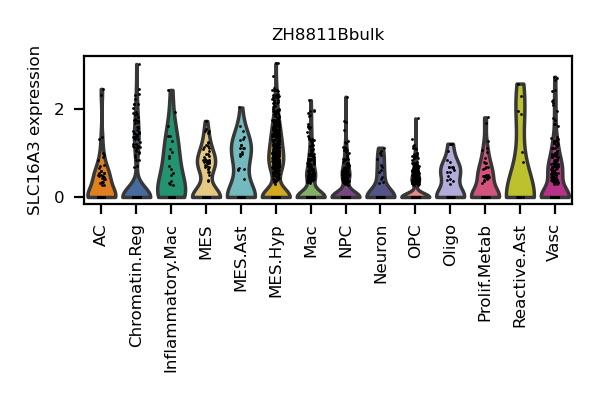 ZH8811Bbulk
SLC16A3 expression
2
0
AC
Chromatin.Reg
Inflammatory.Mac
MES
MES.Ast
MES.Hyp
Mac
NPC
Neuron
OPC
Oligo
Prolif.Metab
Reactive.Ast
Vasc